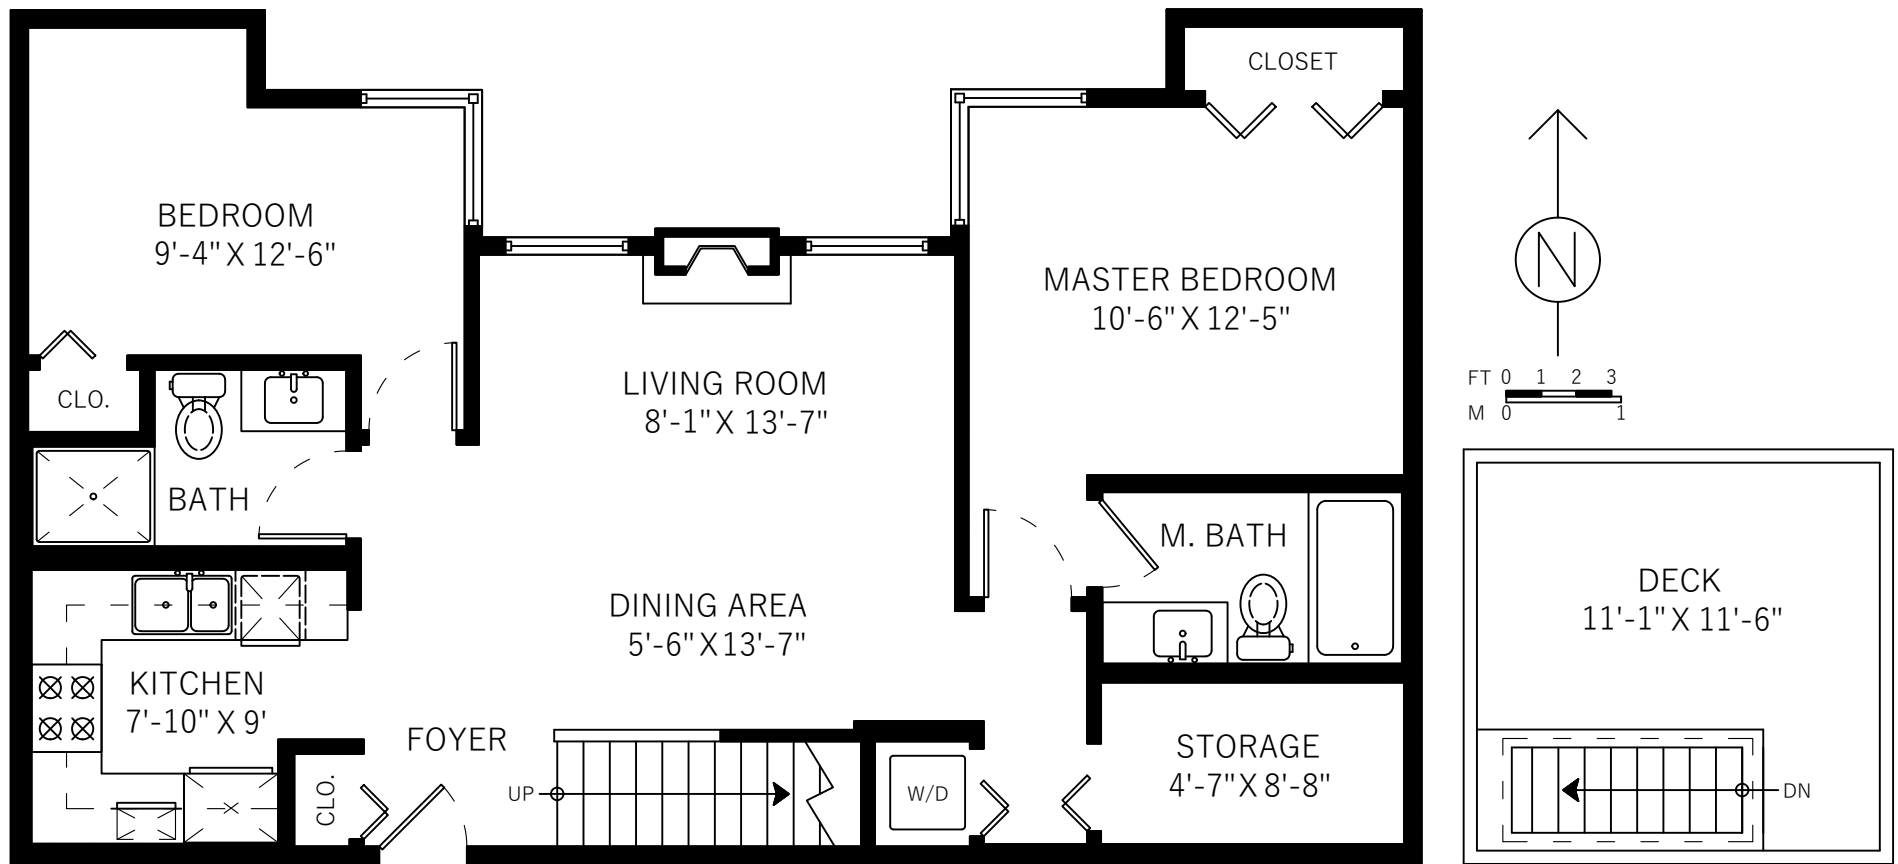 CLOSET
BEDROOM
9'-4" X 12'-6"
MASTER BEDROOM
10'-6" X 12'-5"
N
FT 0 1 2 3
M 0 1
CLO.
LIVING ROOM
8'-1" X 13'-7"
BATH
M. BATH
DINING AREA
5'-6" X 13'-7"
DECK
11'-1" X 11'-6"
KITCHEN
7'-10" X 9'
FOYER
STORAGE
4'-7" X 8'-8"
CLO.
UP
W/D
DN